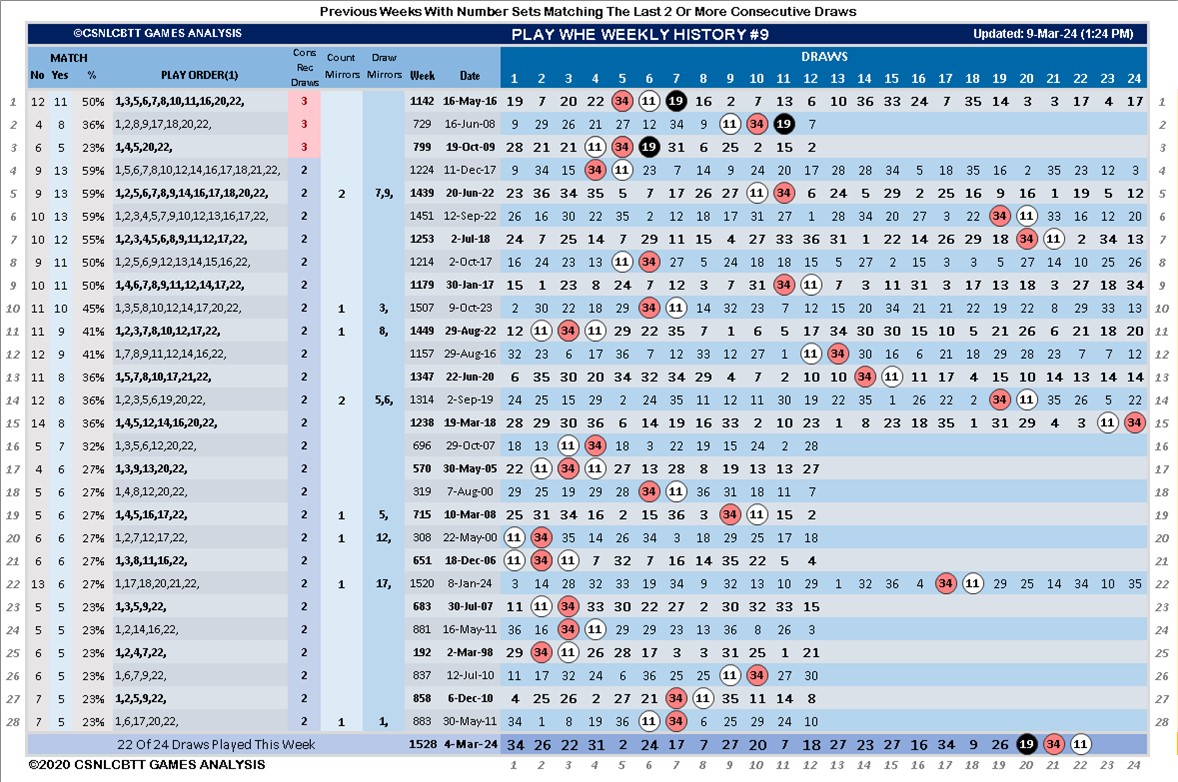 Previous Weeks With Number Sets Matching The Last 2 Or More Consecutive Draws
©CSNLCBTT GAMES ANALYSIS PLAY WHE WEEKLY HISTORY #9 Updated: 9-Mar-24 (1:24 PM)
MATCH Cons Rec Draws Count Mirrors Draw Mirrors DRAWS
No Yes % PLAY ORDER(1) Week Date 1 2 3 4 5 6 7 8 9 10 11 12 13 14 15 16 17 18 19 20 21 22 23 24
1 12 11 50% 1,3,5,6,7,8,10,11,16,20,22, 3 1142 16-May-16 19 7 20 22 34 11 19 16 2 7 13 6 10 36 33 24 7 35 14 3 3 17 4 17 1
2 4 8 36% 1,2,8,9,17,18,20,22, 3 729 16-Jun-08 9 29 26 21 27 12 34 9 11 34 19 7 2
3 6 5 23% 1,4,5,20,22, 3 799 19-Oct-09 28 21 21 11 34 19 31 6 25 2 15 2 3
4 9 13 59% 1,5,6,7,8,10,12,14,16,17,18,21,22, 2 1224 11-Dec-17 9 34 15 34 11 23 7 14 9 24 20 17 12 28 26 28 34 5 18 35 16 2 35 23 12 3 4
5 9 13 59% 1,2,5,6,7,8,9,14,16,17,18,20,22, 2 2 7,9, 1439 20-Jun-22 23 36 34 35 5 7 17 26 27 11 34 6 24 5 29 2 25 16 9 16 1 19 5 12 5
6 10 13 59% 1,2,3,4,5,7,9,10,12,13,16,17,22, 2 1451 12-Sep-22 26 16 30 22 35 2 12 18 17 31 27 1 28 34 20 27 3 22 34 11 33 16 12 20 6
7 10 12 55% 1,2,3,4,5,6,8,9,11,12,17,22, 2 1253 2-Jul-18 24 7 25 14 7 29 11 15 4 27 33 36 31 1 22 14 26 29 18 34 11 2 34 13 7
8 9 11 50% 1,2,5,6,9,12,13,14,15,16,22, 2 1214 2-Oct-17 16 24 23 13 11 34 27 5 24 18 18 15 5 27 2 15 3 3 5 27 14 10 25 26 8
9 10 11 50% 1,4,6,7,8,9,11,12,14,17,22, 2 1179 30-Jan-17 15 1 23 8 24 7 12 3 7 31 34 11 7 3 11 31 3 17 13 18 3 27 18 34 9
10 11 10 45% 1,3,5,8,10,12,14,17,20,22, 2 1 3, 1507 9-Oct-23 2 30 22 18 29 34 11 14 32 23 7 12 15 20 34 21 21 22 19 22 8 29 33 13 10
11 11 9 41% 1,2,3,7,8,10,12,17,22, 2 1 8, 1449 29-Aug-22 12 11 34 11 29 22 35 7 1 6 5 17 34 30 30 15 10 5 21 26 6 21 18 20 11
12 12 9 41% 1,7,8,9,11,12,14,16,22, 2 1157 29-Aug-16 32 23 6 17 36 7 12 33 12 27 1 11 34 30 16 6 21 18 29 28 23 7 7 12 12
13 11 8 36% 1,5,7,8,10,17,21,22, 2 1347 22-Jun-20 6 35 30 20 34 32 34 29 4 7 2 10 10 34 11 11 17 4 15 10 14 13 14 14 13
14 12 8 36% 1,2,3,5,6,19,20,22, 2 2 5,6, 1314 2-Sep-19 24 25 15 29 2 24 35 11 12 11 30 19 22 35 1 26 22 2 34 11 35 26 5 22 14
15 14 8 36% 1,4,5,12,14,16,20,22, 2 1238 19-Mar-18 28 29 30 36 6 14 19 16 33 2 10 23 1 8 23 18 35 1 31 29 4 3 11 34 15
16 5 7 32% 1,3,5,6,12,20,22, 2 696 29-Oct-07 18 13 11 34 18 3 22 19 15 24 2 28 16
17 4 6 27% 1,3,9,13,20,22, 2 570 30-May-05 22 11 34 11 27 13 28 8 19 13 13 27 17
18 5 6 27% 1,4,8,12,20,22, 2 319 7-Aug-00 29 25 19 29 28 34 11 36 31 18 11 7 18
19 5 6 27% 1,4,5,16,17,22, 2 1 5, 715 10-Mar-08 25 31 34 16 2 15 36 3 34 11 15 2 19
20 6 6 27% 1,2,7,12,17,22, 2 1 12, 308 22-May-00 11 34 35 14 26 34 3 18 29 25 17 18 20
21 6 6 27% 1,3,8,11,16,22, 2 651 18-Dec-06 11 34 11 7 32 7 16 14 35 22 5 4 21
22 13 6 27% 1,17,18,20,21,22, 2 1 17, 1520 8-Jan-24 3 14 28 32 33 19 34 9 32 13 10 29 1 32 36 4 34 11 29 25 14 34 10 35 22
23 5 5 23% 1,3,5,9,22, 2 683 30-Jul-07 11 11 34 33 30 22 27 2 30 32 33 15 23
24 5 5 23% 1,2,14,16,22, 2 881 16-May-11 36 16 34 11 29 29 23 13 36 8 26 3 24
25 6 5 23% 1,2,4,7,22, 2 192 2-Mar-98 29 34 11 26 28 17 3 3 31 25 1 21 25
26 6 5 23% 1,6,7,9,22, 2 837 12-Jul-10 11 17 32 24 6 36 25 25 11 34 27 30 26
27 7 5 23% 1,2,5,9,22, 2 858 6-Dec-10 4 25 26 2 27 21 34 11 35 11 14 8 27
28 7 5 23% 1,6,17,20,22, 2 1 1, 883 30-May-11 34 1 8 19 36 11 34 6 25 29 24 10 28
22 Of 24 Draws Played This Week 1528 4-Mar-24 34 26 22 31 2 24 17 7 27 20 7 18 27 23 27 16 34 9 26 19 34 11
©2020 CSNLCBTT GAMES ANALYSIS 1 2 3 4 5 6 7 8 9 10 11 12 13 14 15 16 17 18 19 20 21 22 23 24